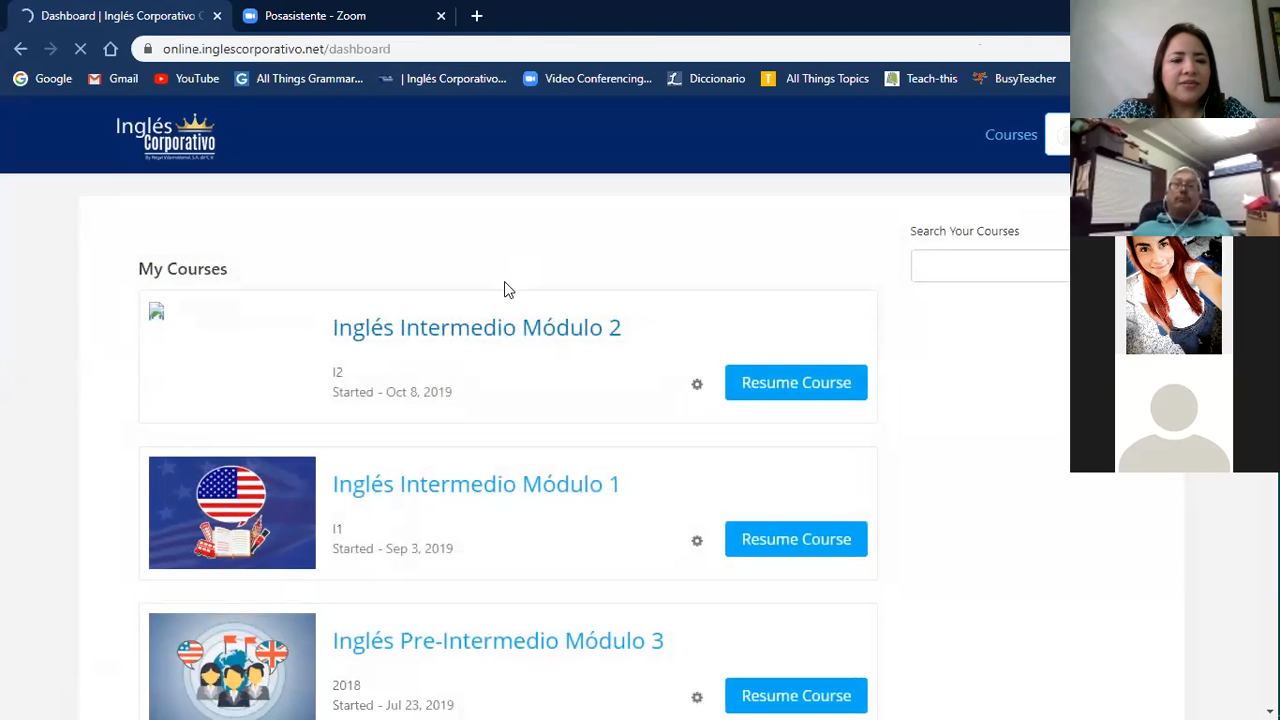 Dashboard | Inglés Corporativo
Posasistente - Zoom
online.inglescorporativo.net/dashboard
Google
Gmail
YouTube
All Things Grammar...
| Inglés Corporativo...
Video Conferencing...
Diccionario
All Things Topics
Teach-this
BusyTeacher
Inglés
Corporativo
Courses
Search Your Courses
My Courses
Inglés Intermedio Módulo 2
I2
Started - Oct 8, 2019
Resume Course
Inglés Intermedio Módulo 1
I1
Started - Sep 3, 2019
Resume Course
Inglés Pre-Intermedio Módulo 3
2018
Started - Jul 23, 2019
Resume Course